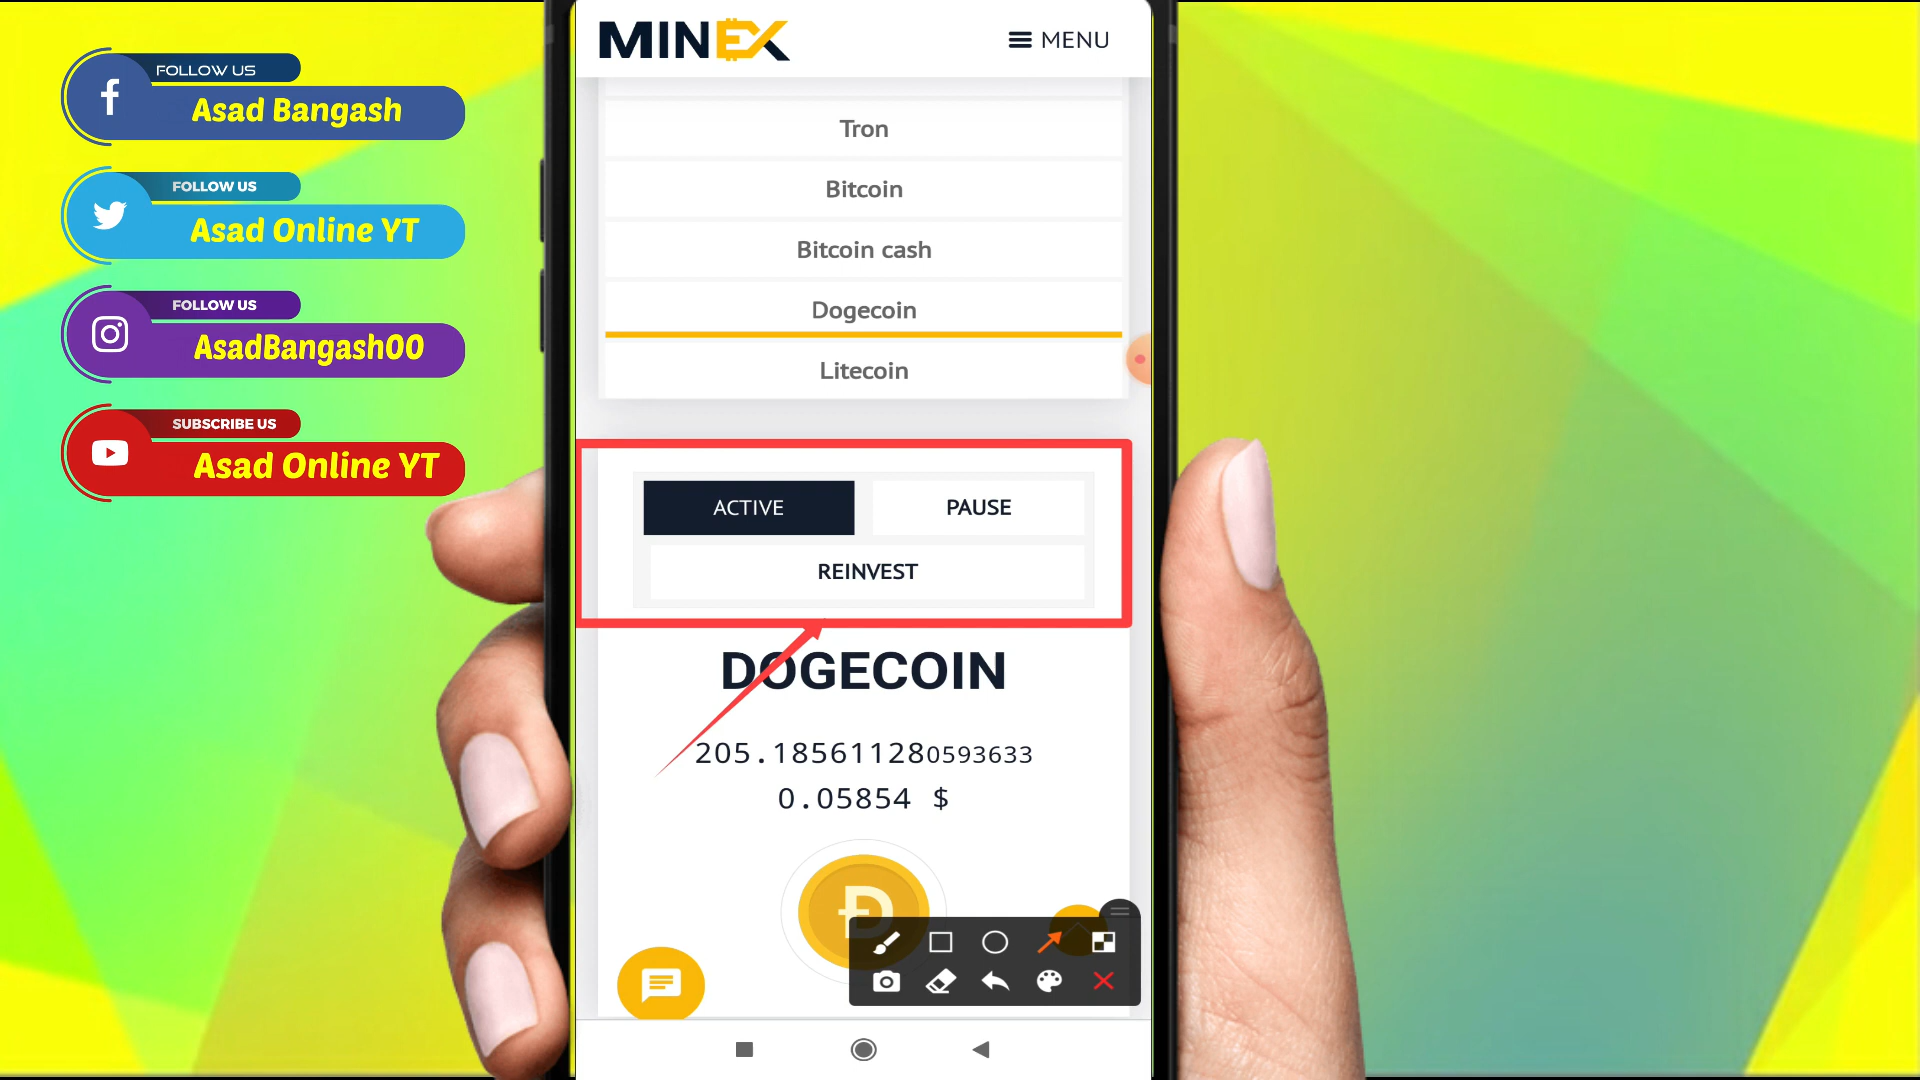 FOLLOW US
Asad Bangash
FOLLOW US
Asad Online YT
FOLLOW US
AsadBangash00
SUBSCRIBE US
Asad Online YT
MINEX
MENU
Tron
Bitcoin
Bitcoin cash
Dogecoin
Litecoin
ACTIVE
PAUSE
REINVEST
DOGECOIN
205.185611280593633
0.05854 $